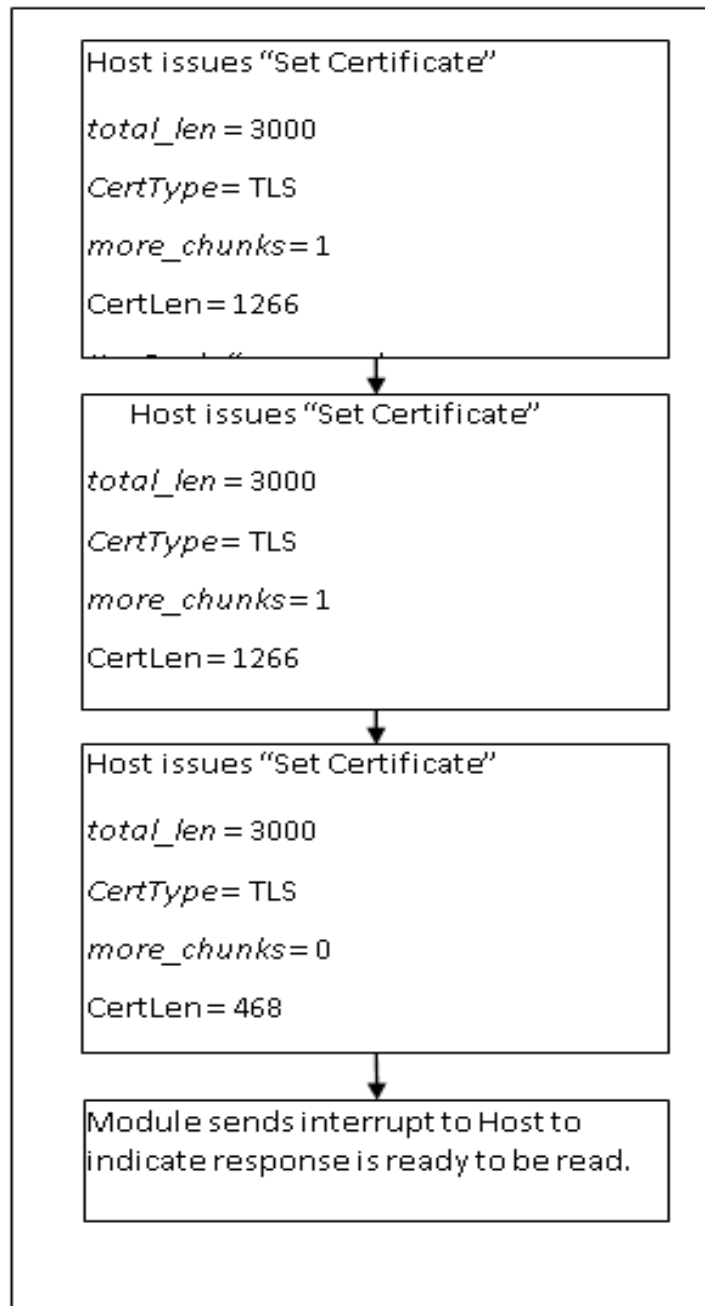 Host issues “Set Certificate”
total_len = 3000
CertType= TLS
more_chunks= 1
CertLen= 1266
Host issues “Set Certificate”
total_len = 3000
CertType= TLS
more_chunks= 1
CertLen= 1266
Host issues “Set Certificate”
total_len = 3000
CertType= TLS
more_chunks= 0
CertLen= 468
Module sends interrupt to Host to
indicate response is ready to be read.